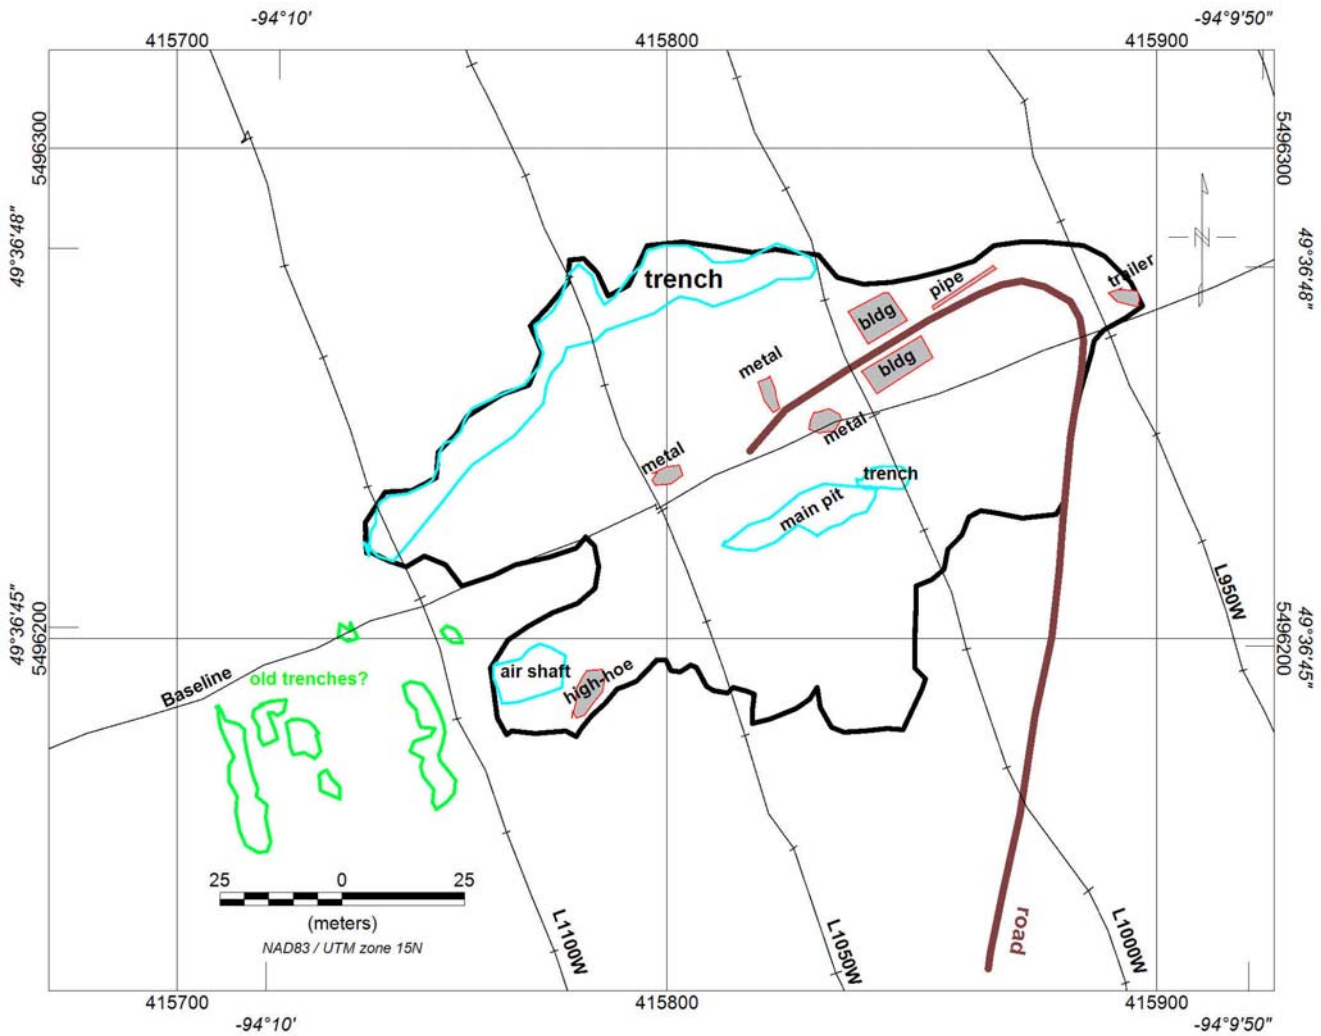 -94°10' -94°9'50"
415700 415800 415900
5496300 5496300
49°36'48" 49°36'48"
trench
trailer
pipe
bldg
bldg
metal
metal
metal
trench
main pit
L950W
49°36'45" 5496200 5496200 49°36'45"
air shaft
high-hoe
Baseline
old trenches?
25 0 25
(meters)
NAD83 / UTM zone 15N
L1100W L1050W road L1000W
415700 415800 415900
-94°10' -94°9'50"
N